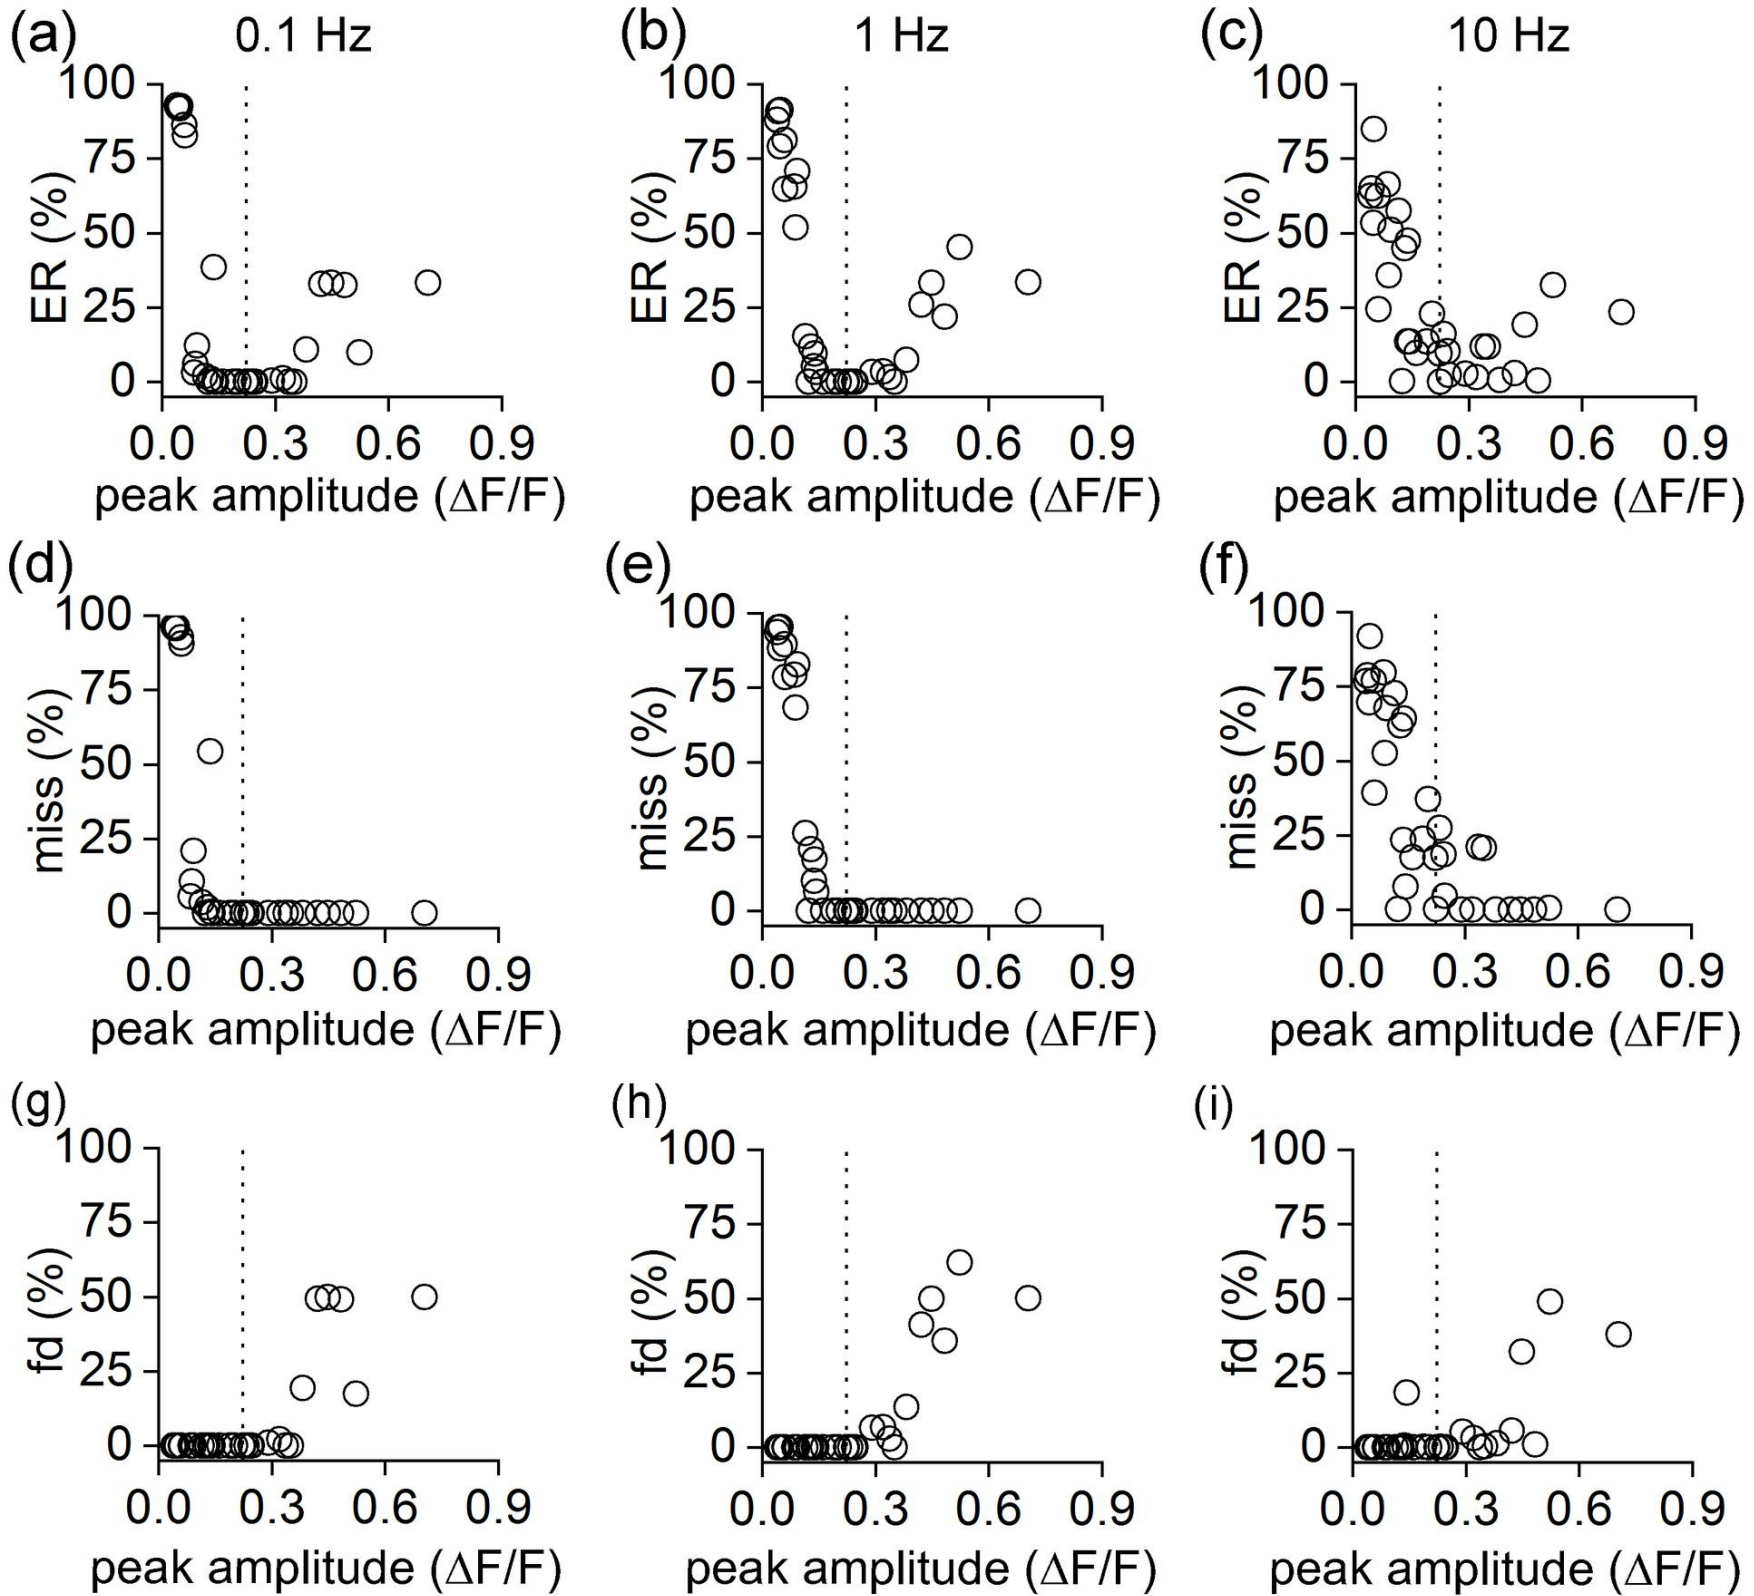 (a) 0.1 Hz (b) 1 Hz (c) 10 Hz
100 100 100
75 75 75
50 50 50
25 25 25
0 0 0
ER (%) ER (%) ER (%)
0.0 0.3 0.6 0.9 0.0 0.3 0.6 0.9 0.0 0.3 0.6 0.9
peak amplitude (ΔF/F) peak amplitude (ΔF/F) peak amplitude (ΔF/F)
(d) (e) (f)
100 100 100
75 75 75
50 50 50
25 25 25
0 0 0
miss (%) miss (%) miss (%)
0.0 0.3 0.6 0.9 0.0 0.3 0.6 0.9 0.0 0.3 0.6 0.9
peak amplitude (ΔF/F) peak amplitude (ΔF/F) peak amplitude (ΔF/F)
(g) (h) (i)
100 100 100
75 75 75
50 50 50
25 25 25
0 0 0
fd (%) fd (%) fd (%)
0.0 0.3 0.6 0.9 0.0 0.3 0.6 0.9 0.0 0.3 0.6 0.9
peak amplitude (ΔF/F) peak amplitude (ΔF/F) peak amplitude (ΔF/F)